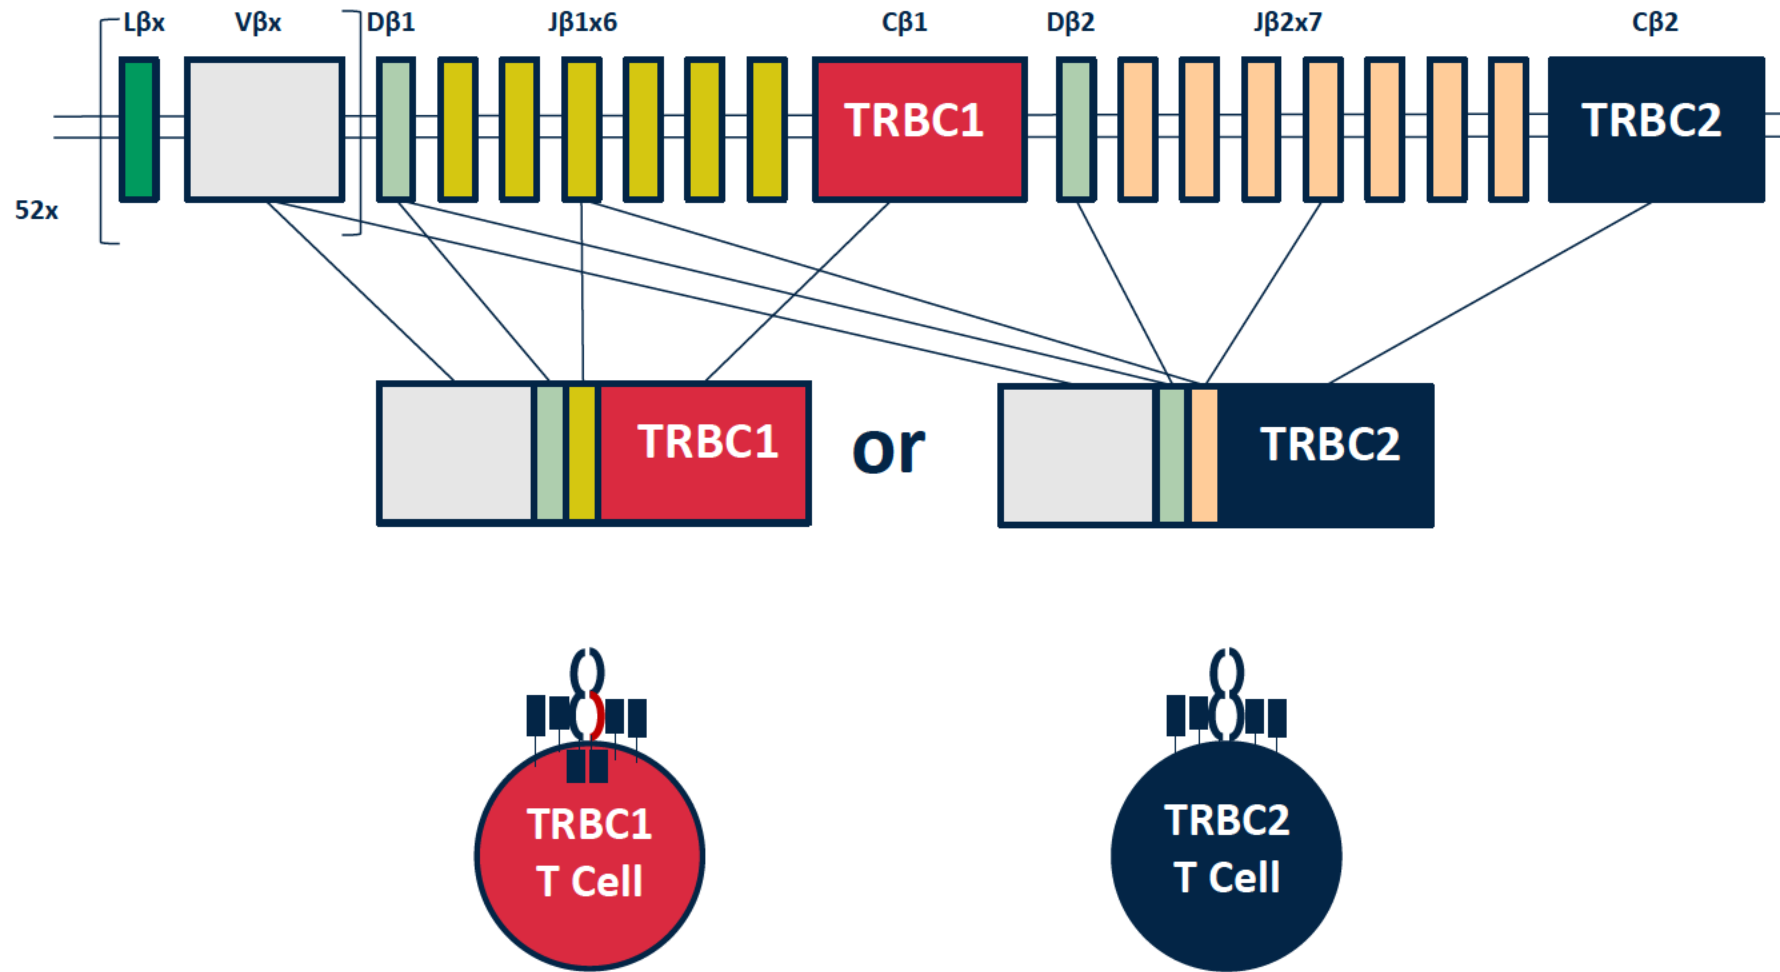 Lβx Vβx Dβ1 Jβ1x6 Cβ1 Dβ2 Jβ2x7 Cβ2
TRBC1 TRBC2
52x
TRBC1 or TRBC2
TRBC1
T Cell
TRBC2
T Cell